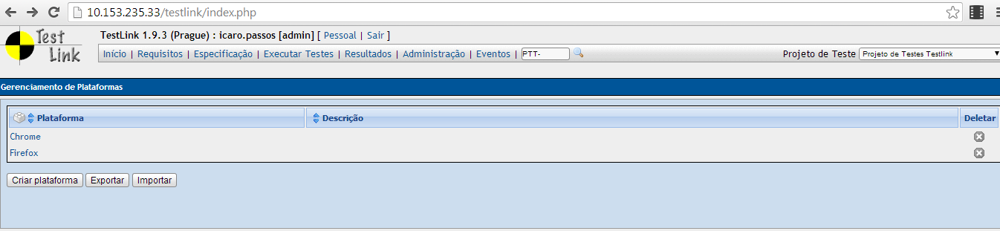 10.153.235.33/testlink/index.php
Test Link
TestLink 1.9.3 (Prague) : icaro.passos [admin] [ Pessoal | Sair ]
Início | Requisitos | Especificação | Executar Testes | Resultados | Administração | Eventos | PTT- Projeto de Teste Projeto de Testes Testlink
Gerenciamento de Plataformas
Plataforma Descrição Deletar
Chrome
Firefox
Criar plataforma Exportar Importar